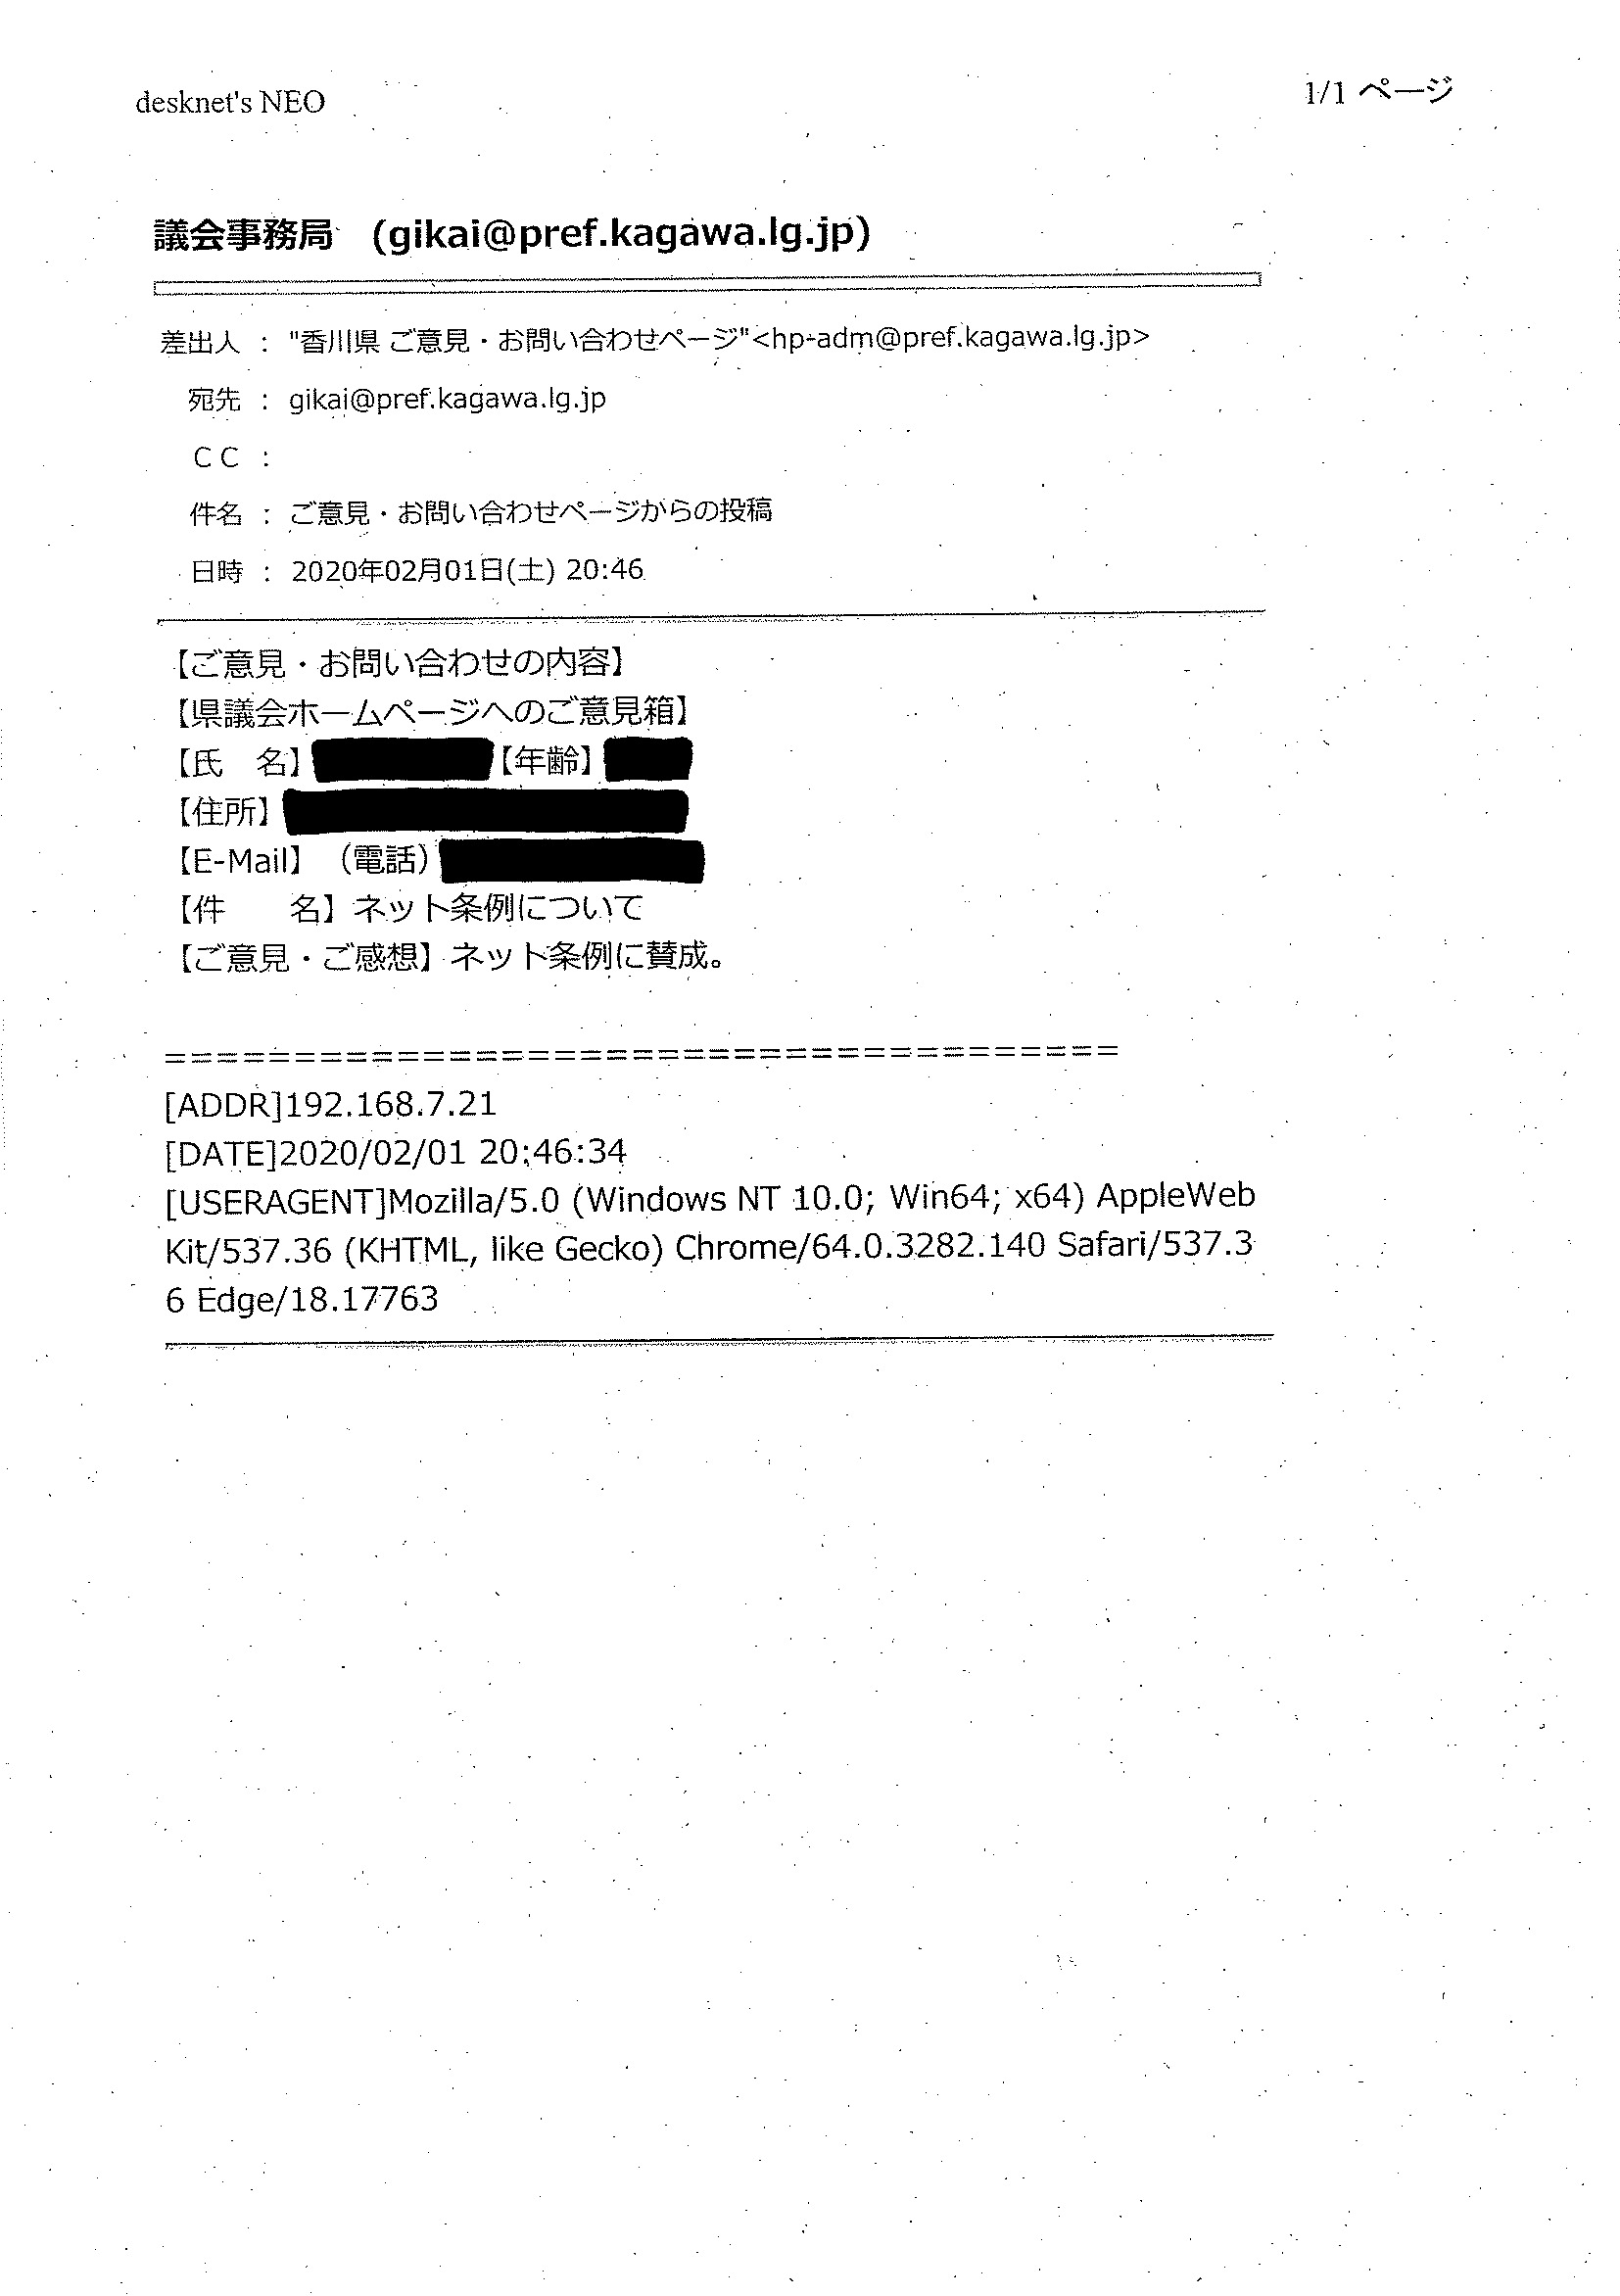 desknet's NEO
1/1 ページ
議会事務局 (gikai@pref.kagawa.lg.jp)
差出人 : "香川県 ご意見・お問い合わせページ"<hp-adm@pref.kagawa.lg.jp>
宛先 : gikai@pref.kagawa.lg.jp
ＣＣ :
件名 : ご意見・お問い合わせページからの投稿
日時 : 2020年02月01日(土) 20:46
【ご意見・お問い合わせの内容】
【県議会ホームページへのご意見箱】
【氏　名】【年齢】
【住所】
【E-Mail】（電話）
【件　　名】ネット条例について
【ご意見・ご感想】ネット条例に賛成。
=====================================
[ADDR]192.168.7.21
[DATE]2020/02/01 20:46:34
[USERAGENT]Mozilla/5.0 (Windows NT 10.0; Win64; x64) AppleWeb
Kit/537.36 (KHTML, like Gecko) Chrome/64.0.3282.140 Safari/537.3
6 Edge/18.17763